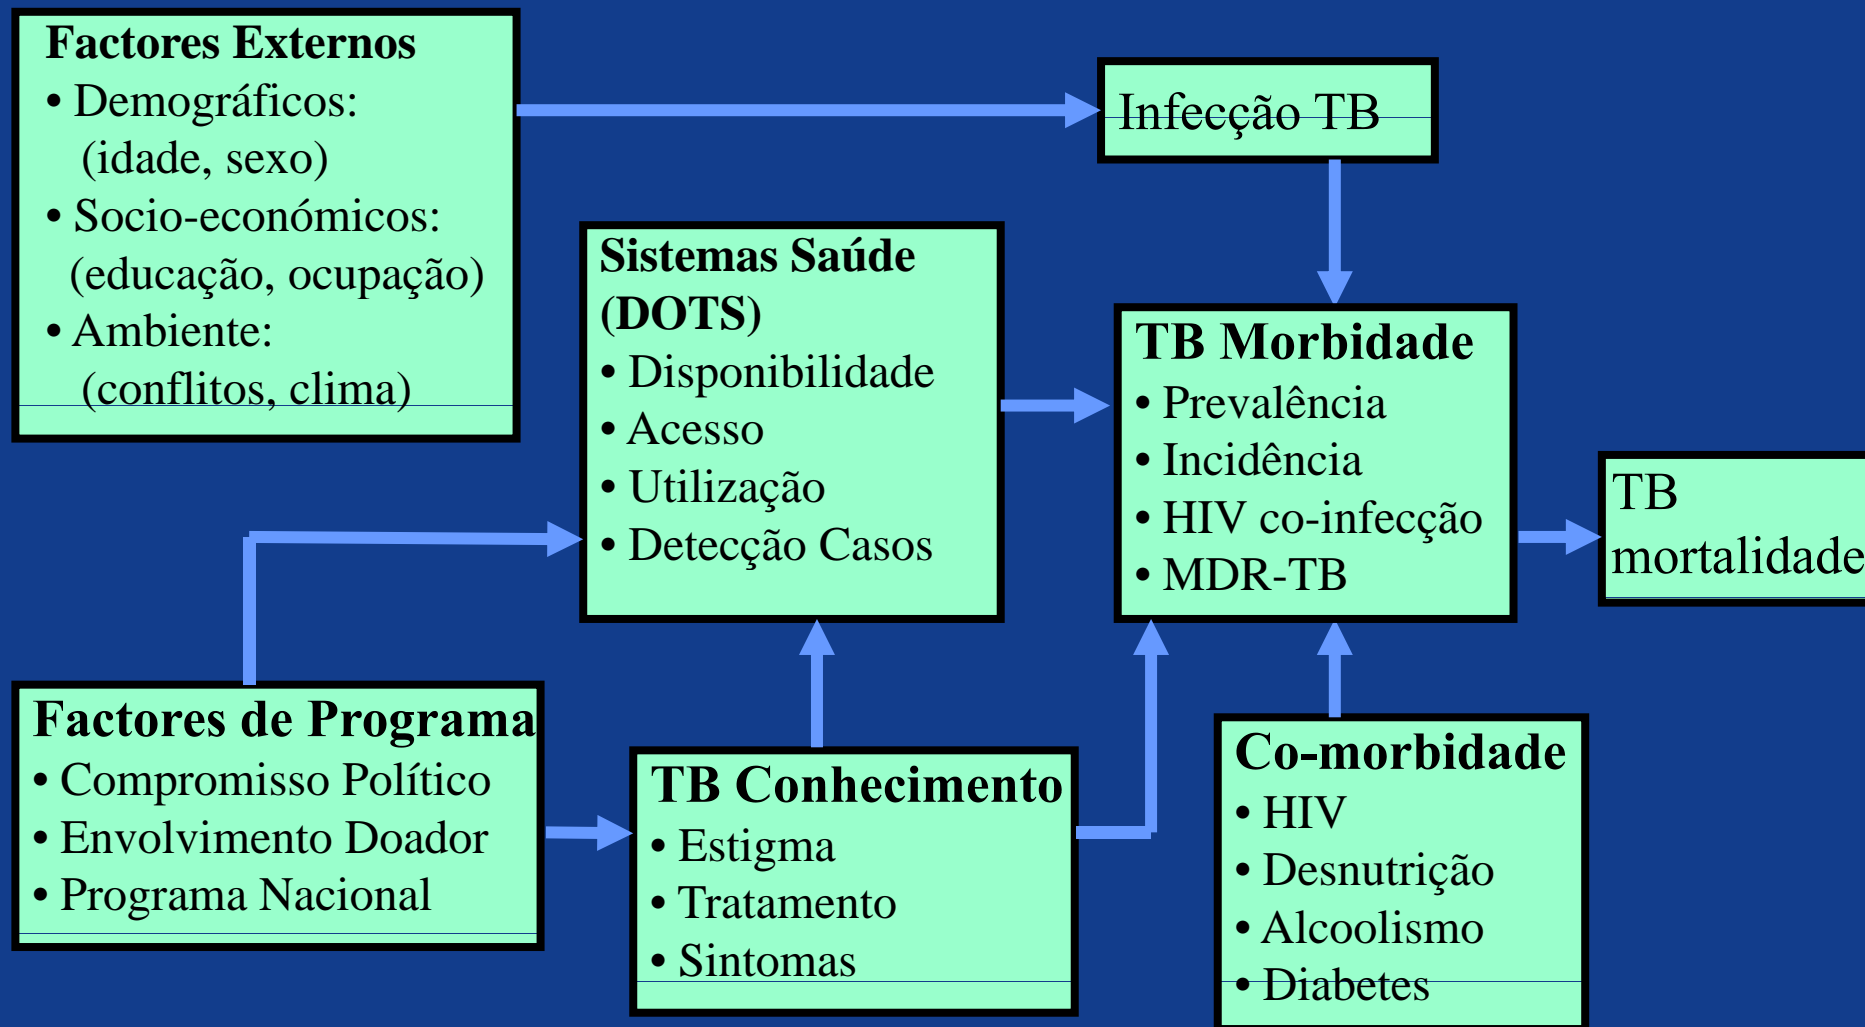 Factores Externos
• Demográficos:
(idade, sexo)
• Socio-económicos:
(educação, ocupação)
• Ambiente:
(conflitos, clima)
Infecção TB
Sistemas Saúde
(DOTS)
• Disponibilidade
• Acesso
• Utilização
• Detecção Casos
TB Morbidade
• Prevalência
• Incidência
• HIV co-infecção
• MDR-TB
TB
mortalidade
Factores de Programa
• Compromisso Político
• Envolvimento Doador
• Programa Nacional
TB Conhecimento
• Estigma
• Tratamento
• Sintomas
Co-morbidade
• HIV
• Desnutrição
• Alcoolismo
• Diabetes